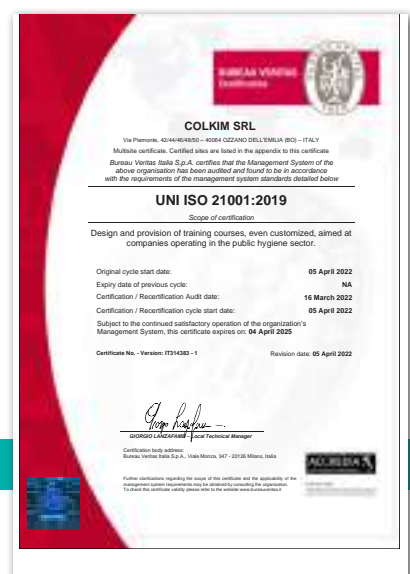 BUREAU VERITAS
Certification
COLKIM SRL
Via Piemonte, 42/44/46/48/50 – 40064 OZZANO DELL'EMILIA (BO) – ITALY
Multisite certificate. Certified sites are listed in the appendix to this certificate
Bureau Veritas Italia S.p.A. certifies that the Management System of the
above organisation has been audited and found to be in accordance
with the requirements of the management system standards detailed below
UNI ISO 21001:2019
Scope of certification
Design and provision of training courses, even customized, aimed at
companies operating in the public hygiene sector.
Original cycle start date: 05 April 2022
Expiry date of previous cycle: NA
Certification / Recertification Audit date: 16 March 2022
Certification / Recertification cycle start date: 05 April 2022
Subject to the continued satisfactory operation of the organization's
Management System, this certificate expires on: 04 April 2025
Certificate No. - Version: IT314383 - 1 Revision date: 05 April 2022
GIORGIO LANZAFAME – Local Technical Manager
Certification body address:
Bureau Veritas Italia S.p.A., Viale Monza, 347 - 20126 Milano, Italia
Further clarifications regarding the scope of this certificate and the applicability of the
management system requirements may be obtained by consulting the organisation.
To check this certificate validity please refer to the website www.bureauveritas.it
ACCREDIA